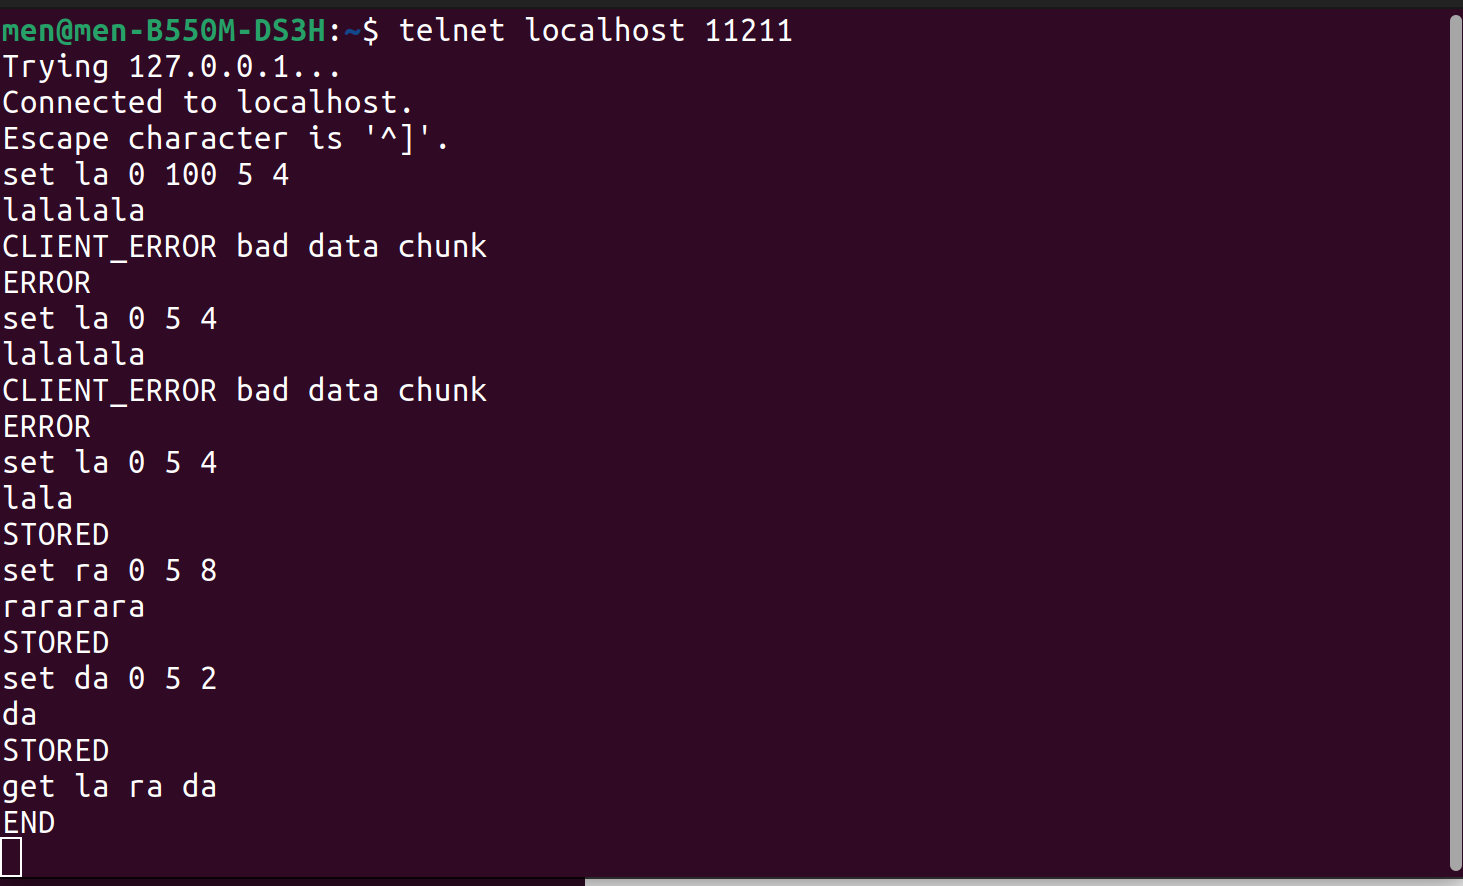 men@men-B550M-DS3H:~$ telnet localhost 11211
Trying 127.0.0.1...
Connected to localhost.
Escape character is '^]'.
set la 0 100 5 4
lalalala
CLIENT_ERROR bad data chunk
ERROR
set la 0 5 4
lalalala
CLIENT_ERROR bad data chunk
ERROR
set la 0 5 4
lala
STORED
set ra 0 5 8
rararara
STORED
set da 0 5 2
da
STORED
get la ra da
END